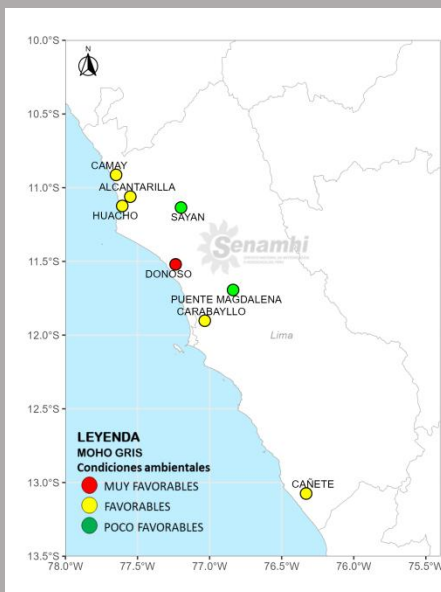 10.0°S
10.5°S
11.0°S
11.5°S
12.0°S
12.5°S
13.0°S
13.5°S
N
CAMAY
ALCANTARILLA
HUACHO
SAYAN
Senamhi
DONOSO
PUENTE MAGDALENA
CARABAYLLO
Lima
CAÑETE
LEYENDA
MOHO GRIS
Condiciones ambientales
MUY FAVORABLES
FAVORABLES
POCO FAVORABLES
78.0°W 77.5°W 77.0°W 76.5°W 76.0°W 75.5°W